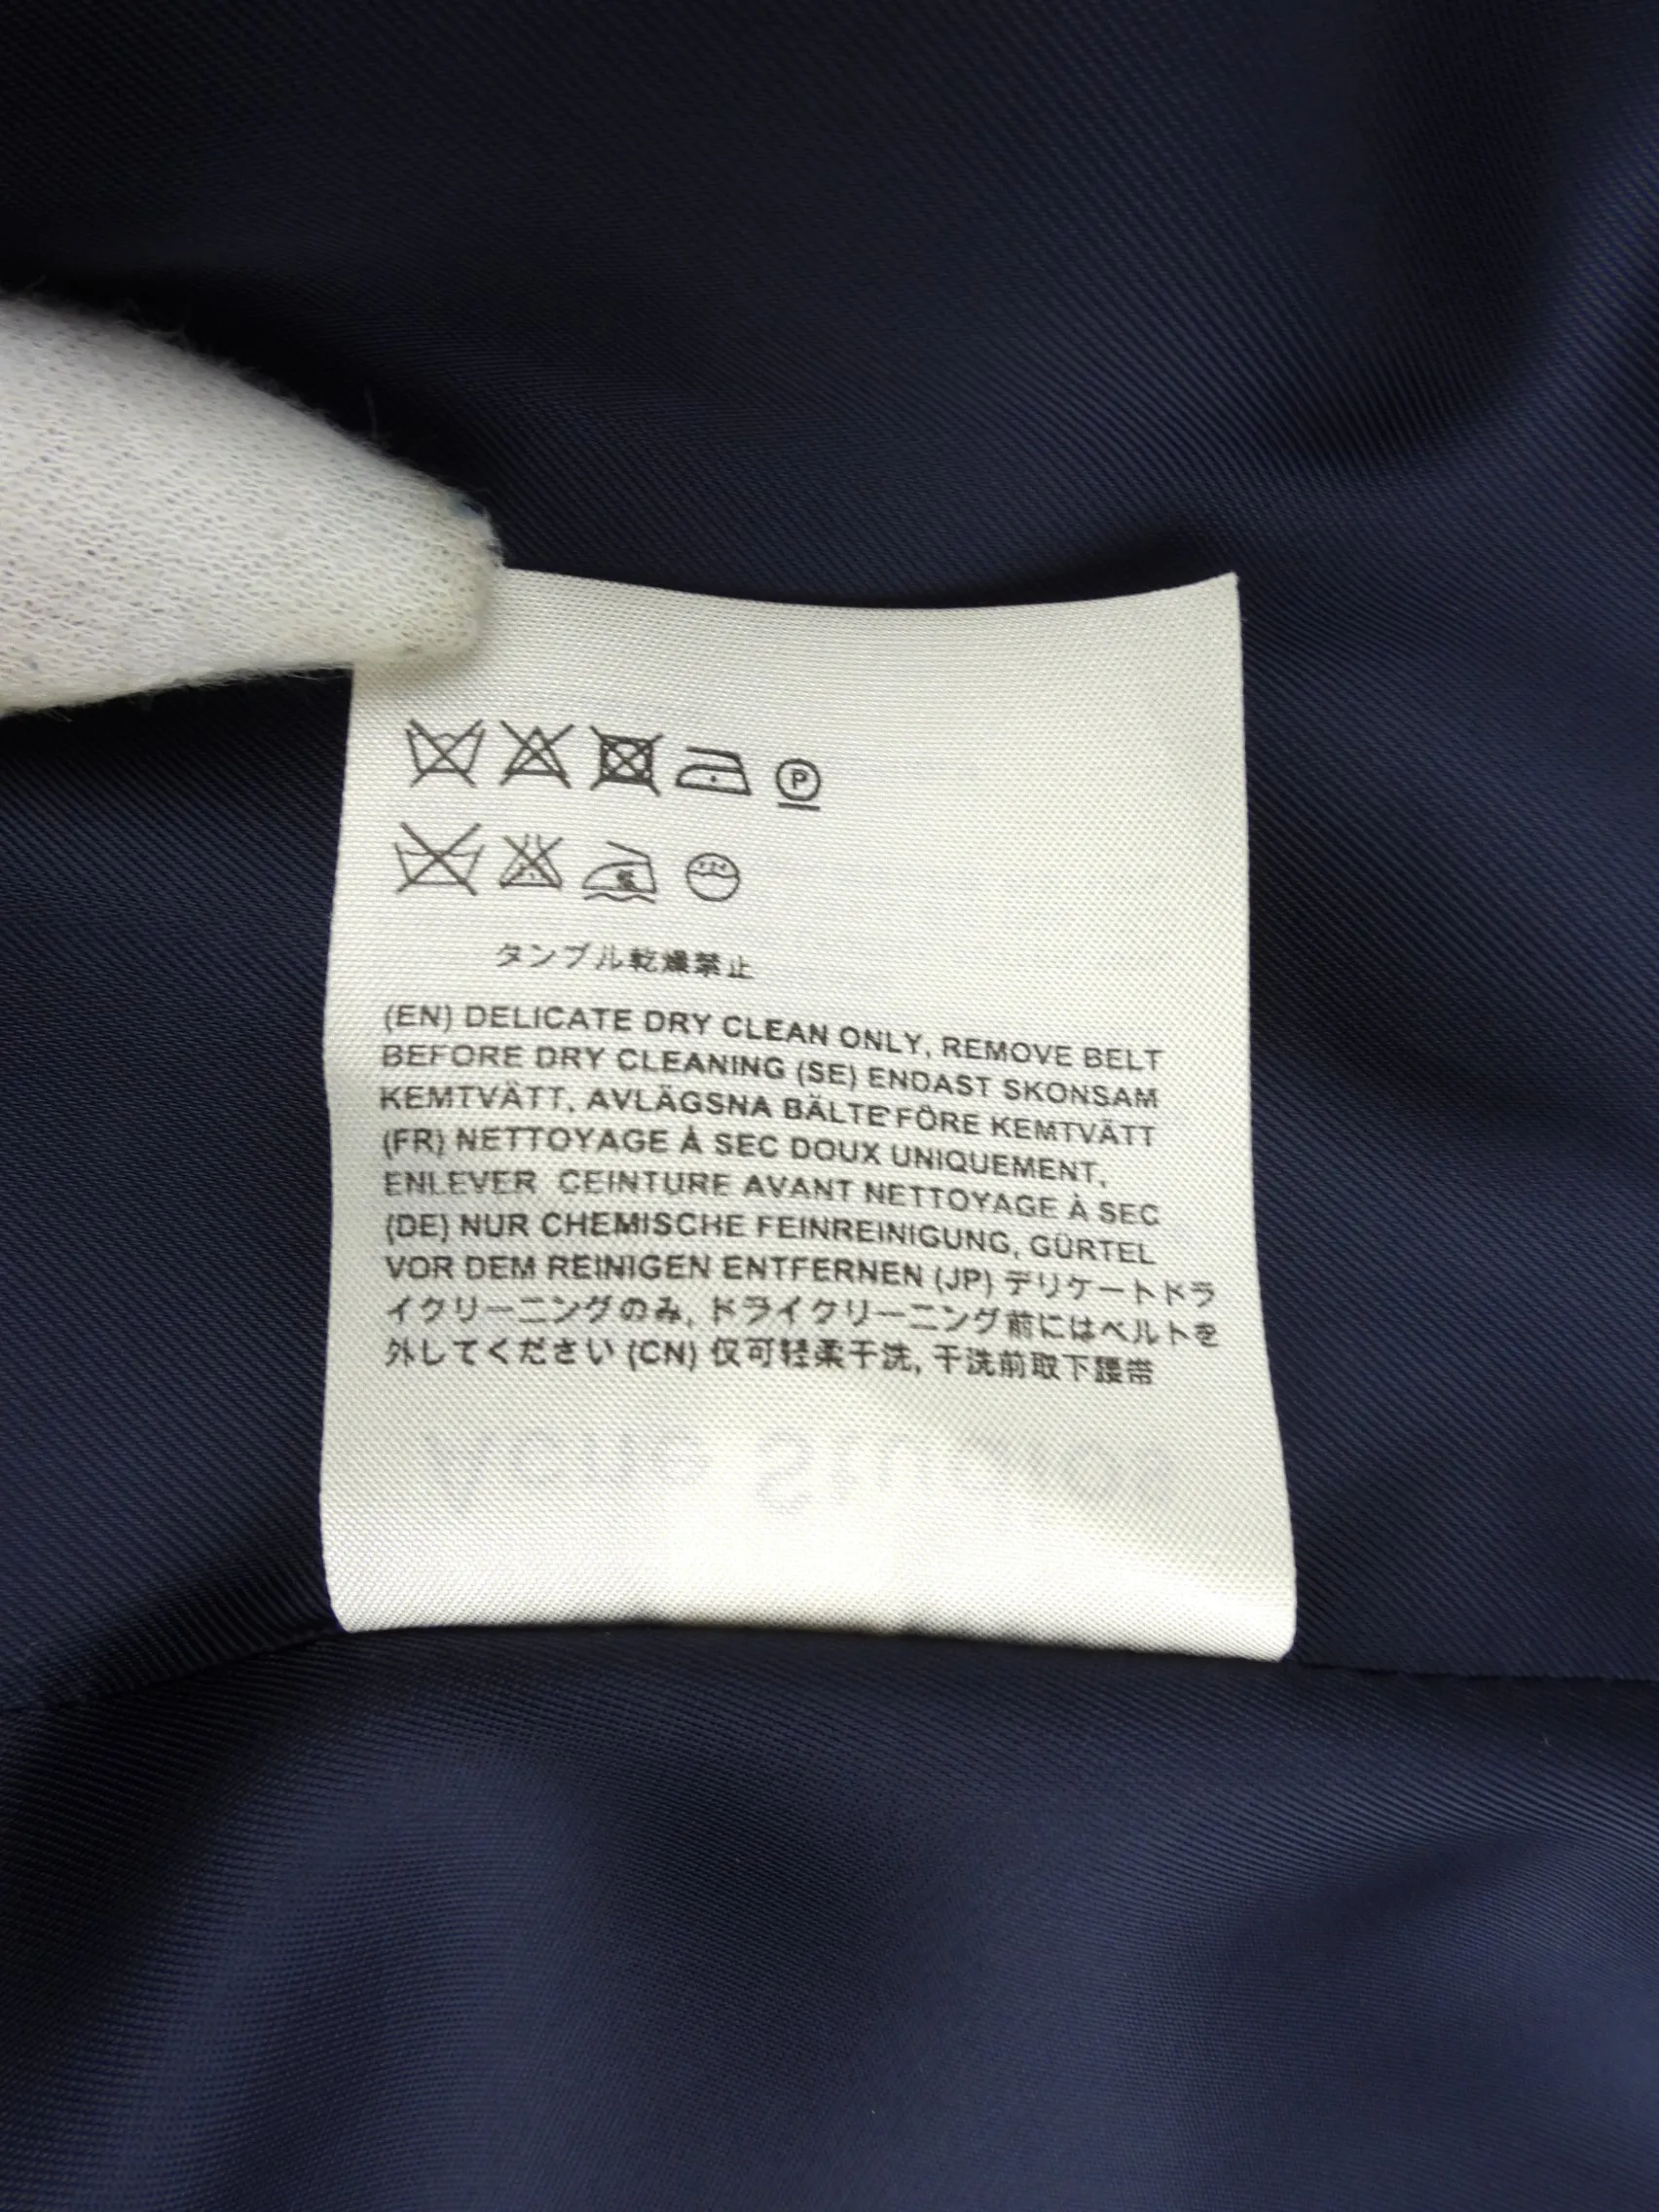 P
タンブル乾燥禁止
(EN) DELICATE DRY CLEAN ONLY, REMOVE BELT
BEFORE DRY CLEANING (SE) ENDAST SKONSAM
KEMTVÄTT, AVLÄGSNA BÄLTE FÖRE KEMTVÄTT
(FR) NETTOYAGE À SEC DOUX UNIQUEMENT,
ENLEVER CEINTURE AVANT NETTOYAGE À SEC
(DE) NUR CHEMISCHE FEINREINIGUNG, GÜRTEL
VOR DEM REINIGEN ENTFERNEN (JP) デリケートドラ
イクリーニングのみ, ドライクリーニング前にはベルトを
外してください (CN) 仅可轻柔干洗, 干洗前取下腰带